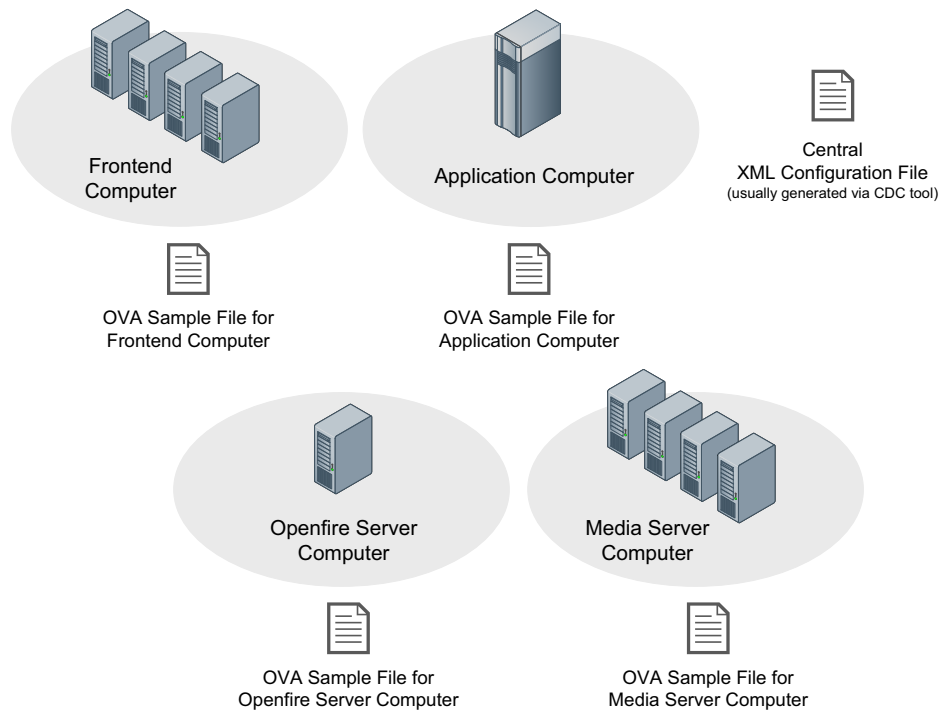 Frontend
Computer
Application Computer
Central
XML Configuration File
(usually generated via CDC tool)
OVA Sample File for
Frontend Computer
OVA Sample File for
Application Computer
Openfire Server
Computer
Media Server
Computer
OVA Sample File for
Openfire Server Computer
OVA Sample File for
Media Server Computer